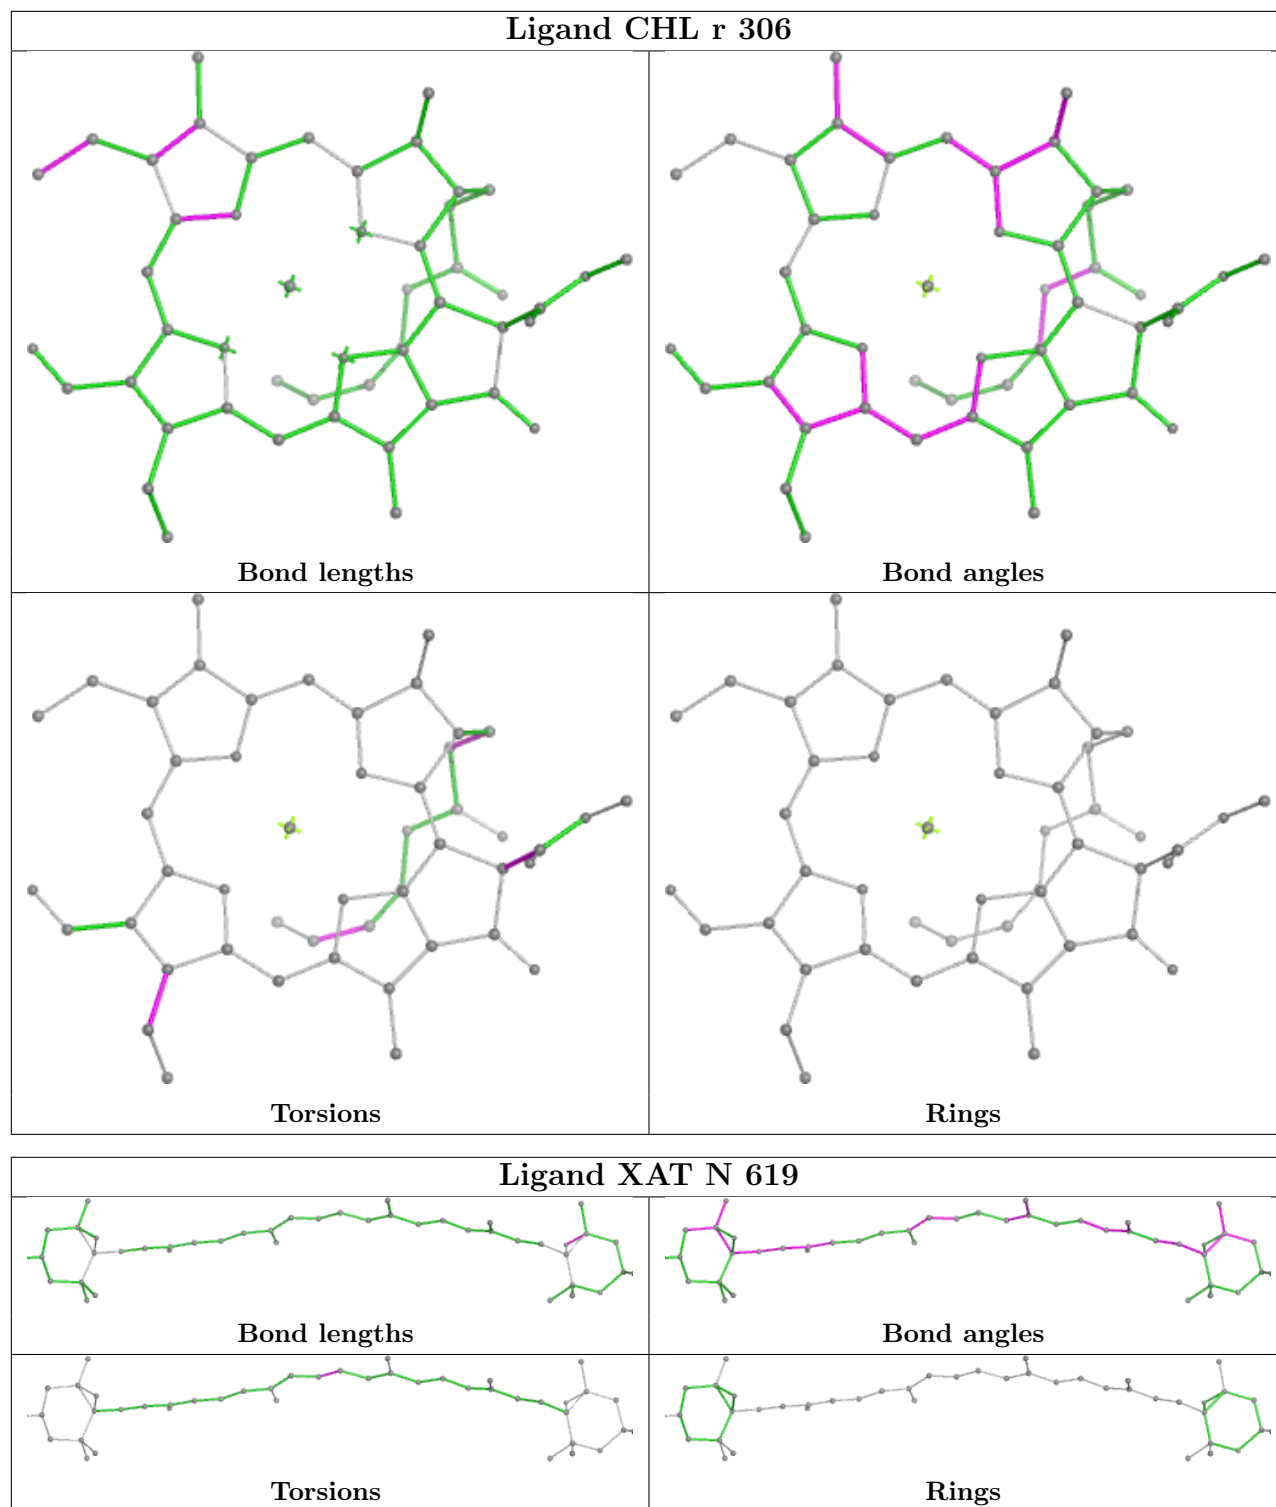 Ligand CHL r 306
Bond lengths
Bond angles
Torsions
Rings
Ligand XAT N 619
Bond lengths
Bond angles
Torsions
Rings